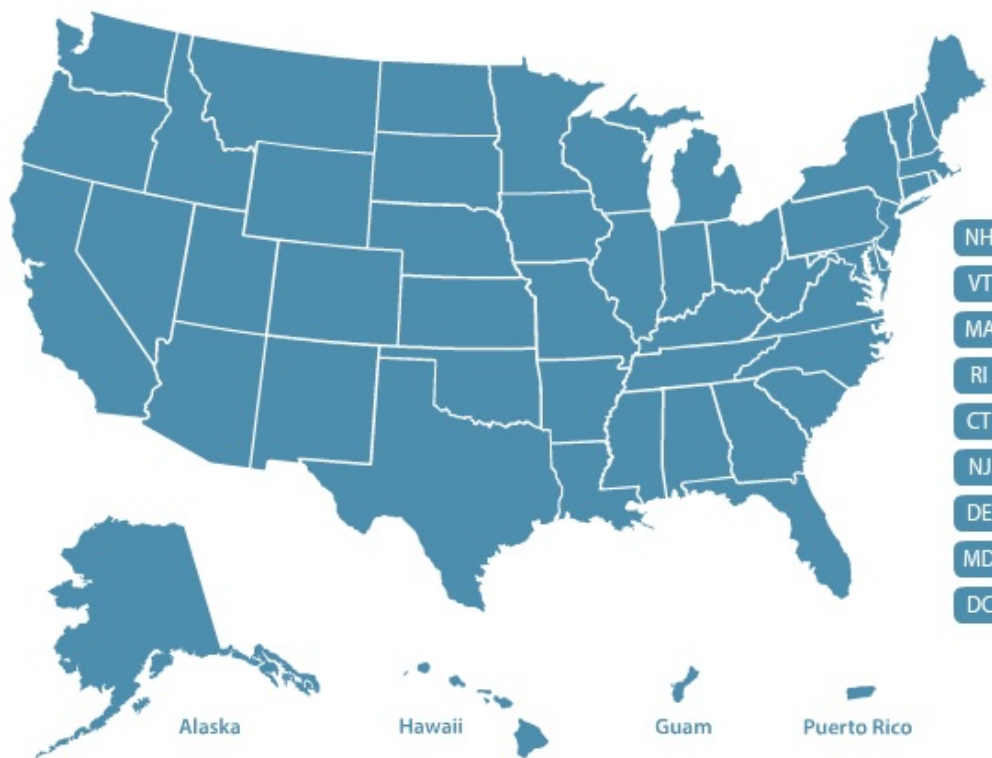 NH
VT
MA
RI
CT
NJ
DE
MD
DC
Alaska
Hawaii
Guam
Puerto Rico